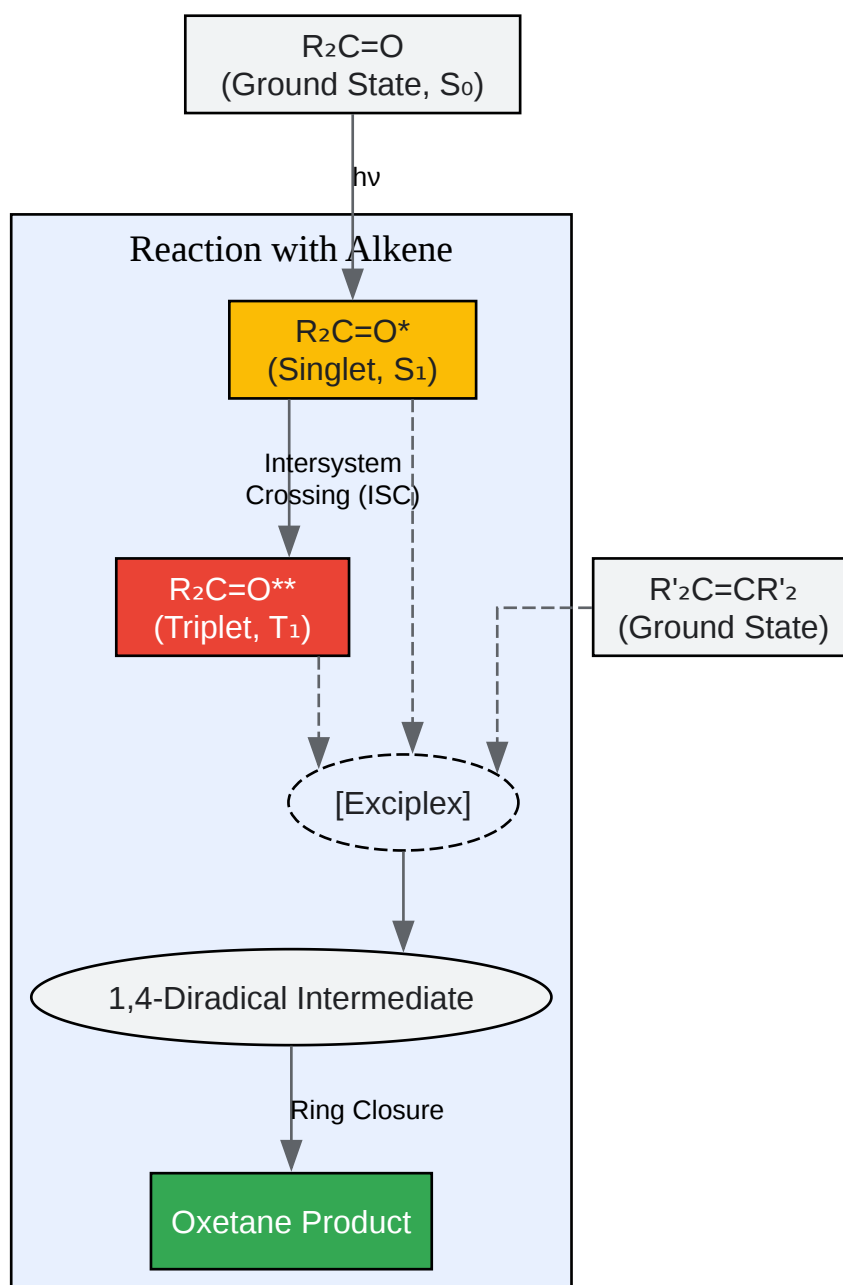 R₂C=O
(Ground State, S₀)
hν
Reaction with Alkene
R₂C=O*
(Singlet, S₁)
Intersystem
Crossing (ISC)
R₂C=O**
(Triplet, T₁)
R'₂C=CR'₂
(Ground State)
[Exciplex]
1,4-Diradical Intermediate
Ring Closure
Oxetane Product